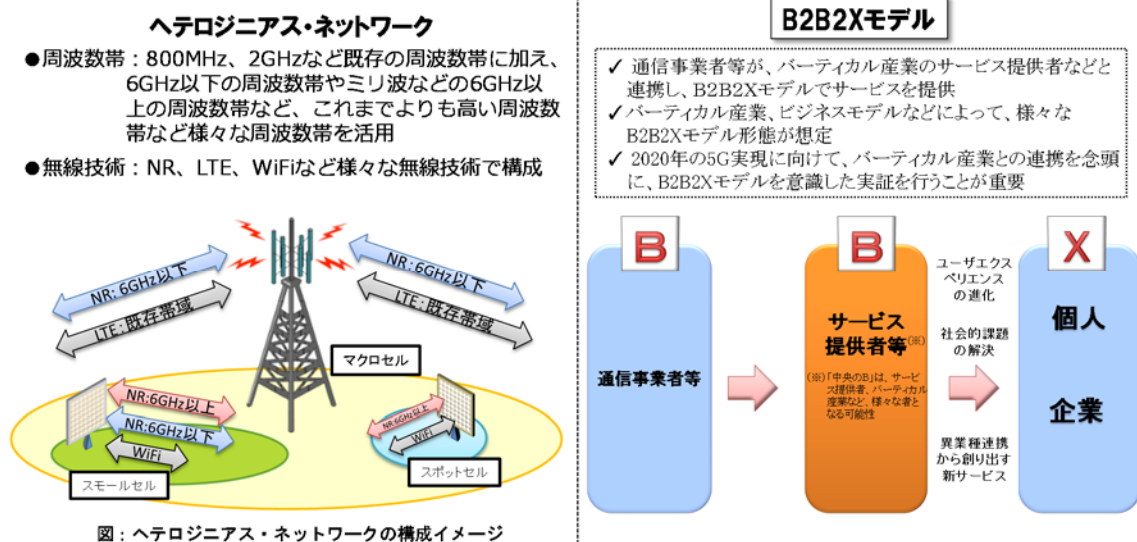 ヘテロジニアス・ネットワーク
●周波数帯：800MHz、2GHzなど既存の周波数帯に加え、
6GHz以下の周波数帯やミリ波などの6GHz以
上の周波数帯など、これまでよりも高い周波数
帯など様々な周波数帯を活用
●無線技術：NR、LTE、WiFiなど様々な無線技術で構成
NR: 6GHz以下
LTE：既存帯域
NR: 6GHz以下
LTE：既存帯域
マクロセル
NR:6GHz以上
NR:6GHz以下
WiFi
スモールセル
NR:6GHz以上
WiFi
スポットセル
図：ヘテロジニアス・ネットワークの構成イメージ
B2B2Xモデル
✓ 通信事業者等が、バーティカル産業のサービス提供者などと
連携し、B2B2Xモデルでサービスを提供
✓バーティカル産業、ビジネスモデルなどによって、様々な
B2B2Xモデル形態が想定
✓ 2020年の5G実現に向けて、バーティカル産業との連携を念頭
に、B2B2Xモデルを意識した実証を行うことが重要
B
通信事業者等
B
サービス
提供者等(※)
(※)「中央のB」は、サービ
ス提供者、バーティカル
産業など、様々な者と
なる可能性
ユーザエクス
ペリエンス
の進化
社会的課題
の解決
異業種連携
から創り出す
新サービス
X
個人
企業